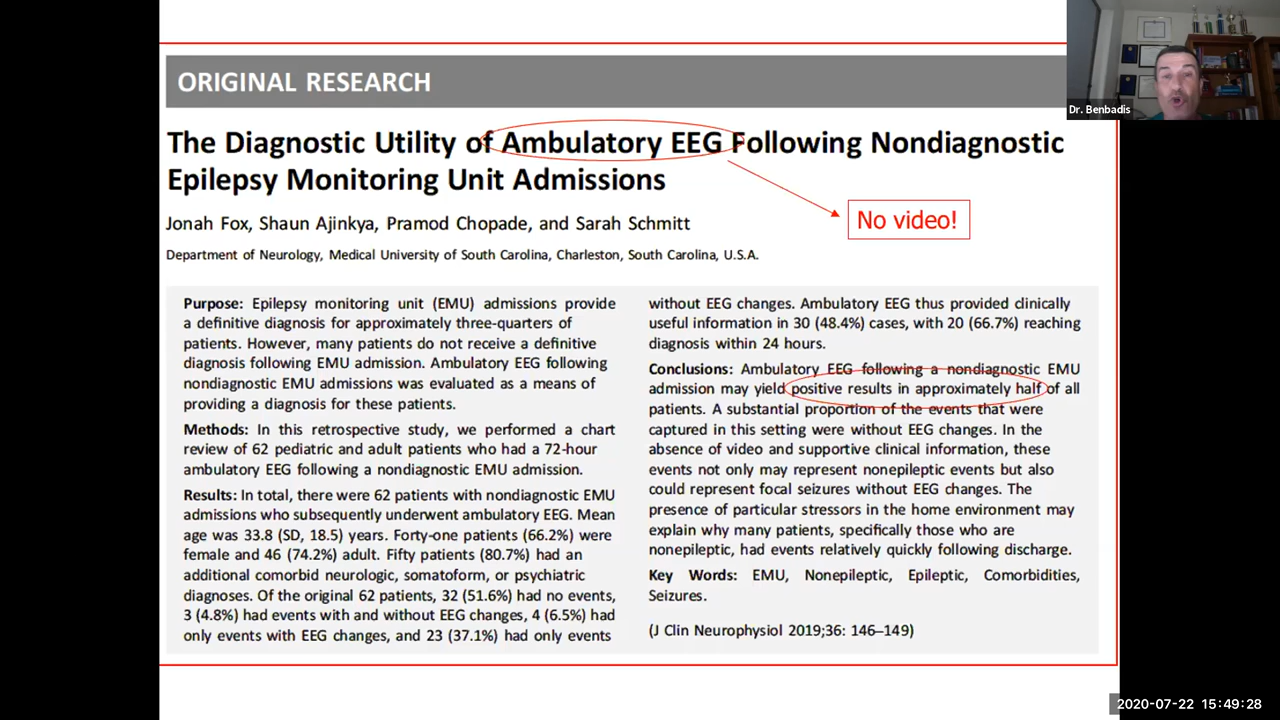 ORIGINAL RESEARCH
The Diagnostic Utility of Ambulatory EEG Following Nondiagnostic
Epilepsy Monitoring Unit Admissions
No video!
Jonah Fox, Shaun Ajinkya, Pramod Chopade, and Sarah Schmitt
Department of Neurology, Medical University of South Carolina, Charleston, South Carolina, U.S.A.
Purpose: Epilepsy monitoring unit (EMU) admissions provide
a definitive diagnosis for approximately three-quarters of
patients. However, many patients do not receive a definitive
diagnosis following EMU admission. Ambulatory EEG following
nondiagnostic EMU admissions was evaluated as a means of
providing a diagnosis for these patients.
Methods: In this retrospective study, we performed a chart
review of 62 pediatric and adult patients who had a 72-hour
ambulatory EEG following a nondiagnostic EMU admission.
Results: In total, there were 62 patients with nondiagnostic EMU
admissions who subsequently underwent ambulatory EEG. Mean
age was 33.8 (SD, 18.5) years. Forty-one patients (66.2%) were
female and 46 (74.2%) adult. Fifty patients (80.7%) had an
additional comorbid neurologic, somatoform, or psychiatric
diagnoses. Of the original 62 patients, 32 (51.6%) had no events,
3 (4.8%) had events with and without EEG changes, 4 (6.5%) had
only events with EEG changes, and 23 (37.1%) had only events
without EEG changes. Ambulatory EEG thus provided clinically
useful information in 30 (48.4%) cases, with 20 (66.7%) reaching
diagnosis within 24 hours.
Conclusions: Ambulatory EEG following a nondiagnostic EMU
admission may yield positive results in approximately half of all
patients. A substantial proportion of the events that were
captured in this setting were without EEG changes. In the
absence of video and supportive clinical information, these
events not only may represent nonepileptic events but also
could represent focal seizures without EEG changes. The
presence of particular stressors in the home environment may
explain why many patients, specifically those who are
nonepileptic, had events relatively quickly following discharge.
Key Words: EMU, Nonepileptic, Epileptic, Comorbidities,
Seizures.
(J Clin Neurophysiol 2019;36: 146–149)
Dr. Benbadis
2020-07-22 15:49:28